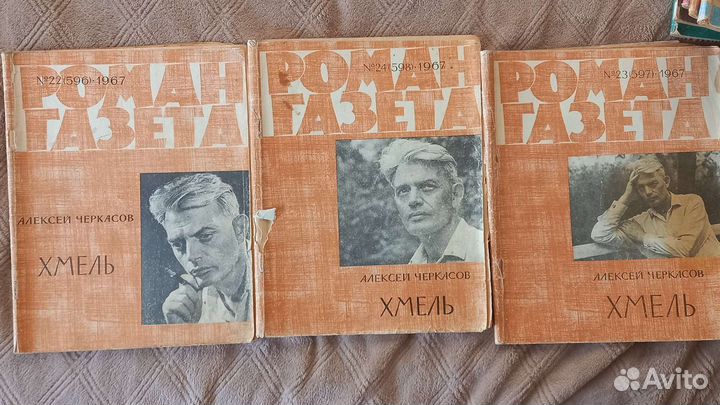 №22(596)·1967
РОМАН
ГАЗЕТА
АЛЕКСЕЙ ЧЕРКАСОВ
ХМЕЛЬ
№24(598)·1967
РОМАН
ГАЗЕТА
АЛЕКСЕЙ ЧЕРКАСОВ
ХМЕЛЬ
№23(597)·1967
РОМАН
ГАЗЕТА
АЛЕКСЕЙ ЧЕРКАСОВ
ХМЕЛЬ
Avito